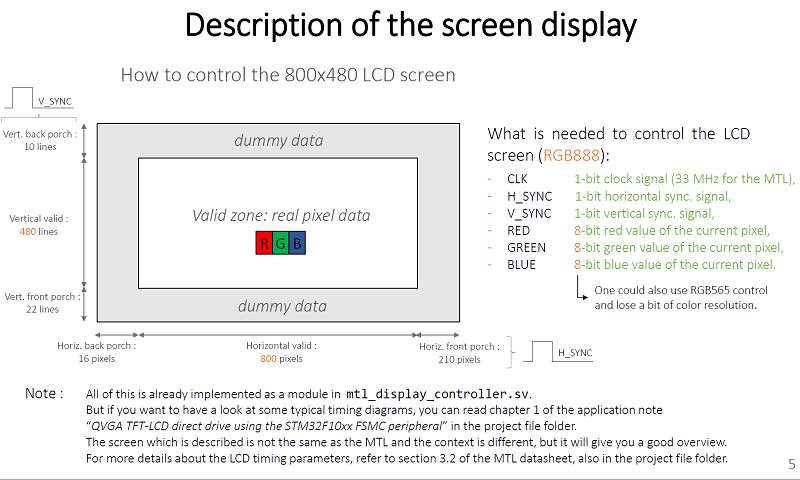 Description of the screen display
How to control the 800x480 LCD screen
V_SYNC
Vert. back porch :
10 lines
dummy data
Vertical valid :
480 lines
Valid zone: real pixel data
R G B
Vert. front porch :
22 lines
dummy data
Horiz. back porch :
16 pixels
Horizontal valid :
800 pixels
Horiz. front porch :
210 pixels
H_SYNC
What is needed to control the LCD
screen (RGB888):
- CLK 1-bit clock signal (33 MHz for the MTL),
- H_SYNC 1-bit horizontal sync. signal,
- V_SYNC 1-bit vertical sync. signal,
- RED 8-bit red value of the current pixel,
- GREEN 8-bit green value of the current pixel,
- BLUE 8-bit blue value of the current pixel.
One could also use RGB565 control
and lose a bit of color resolution.
Note : All of this is already implemented as a module in mtl_display_controller.sv.
But if you want to have a look at some typical timing diagrams, you can read chapter 1 of the application note
“QVGA TFT-LCD direct drive using the STM32F10xx FSMC peripheral” in the project file folder.
The screen which is described is not the same as the MTL and the context is different, but it will give you a good overview.
For more details about the LCD timing parameters, refer to section 3.2 of the MTL datasheet, also in the project file folder.
5